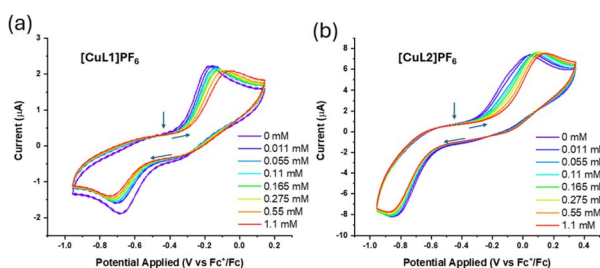 (a)
[CuL1]PF6
Current (µA)
3
2
1
0
-1
-2
0 mM
0.011 mM
0.055 mM
0.11 mM
0.165 mM
0.275 mM
0.55 mM
1.1 mM
-1.0 -0.8 -0.6 -0.4 -0.2 0.0 0.2
Potential Applied (V vs Fc+/Fc)
(b)
[CuL2]PF6
Current (µA)
8
6
4
2
0
-2
-4
-6
-8
-10
0 mM
0.011 mM
0.055 mM
0.11 mM
0.165 mM
0.275 mM
0.55 mM
1.1 mM
-1.0 -0.8 -0.6 -0.4 -0.2 0.0 0.2 0.4
Potential Applied (V vs Fc+/Fc)